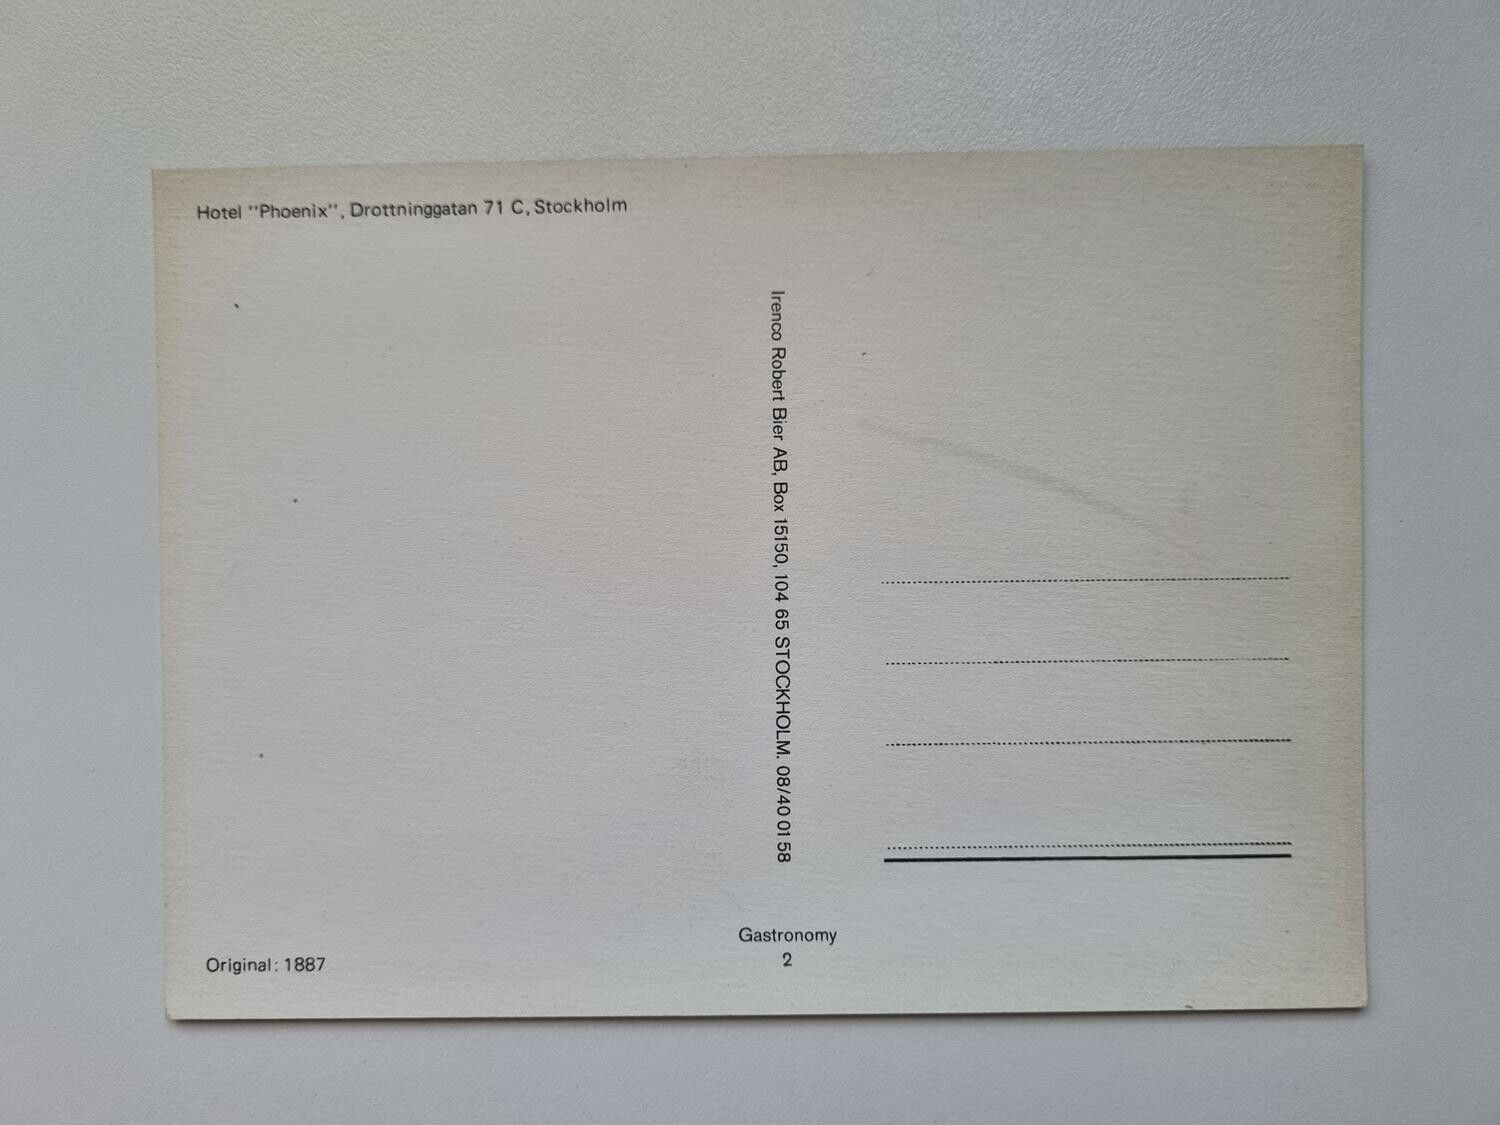 Hotel "Phoenix", Drottninggatan 71 C, Stockholm
Irenco Robert Bier AB, Box 15150, 104 65 STOCKHOLM. 08/40 01 58
Original: 1887
Gastronomy
2